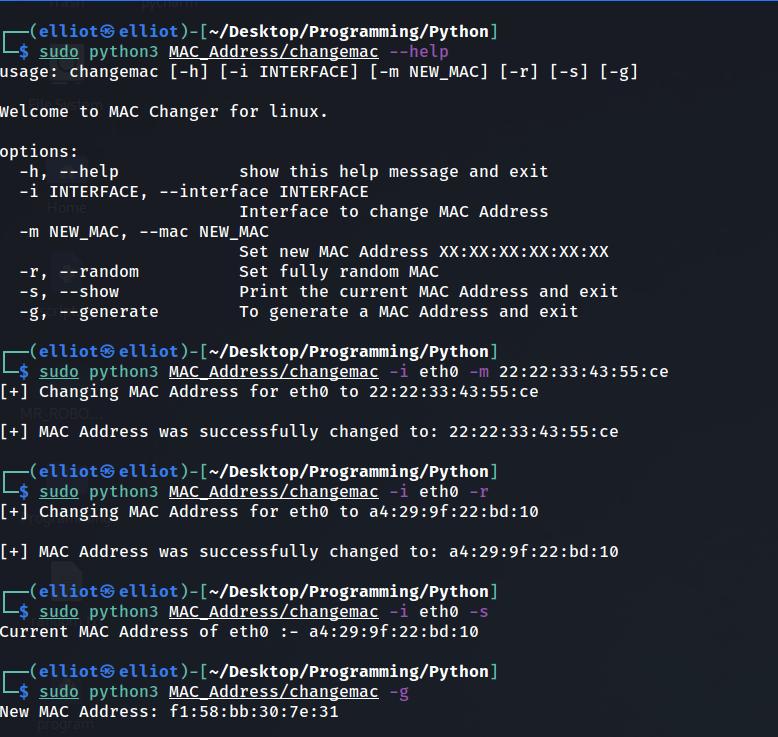 ┌──(elliot㉿elliot)-[~/Desktop/Programming/Python]
└─$ sudo python3 MAC_Address/changemac --help
usage: changemac [-h] [-i INTERFACE] [-m NEW_MAC] [-r] [-s] [-g]
Welcome to MAC Changer for linux.
options:
-h, --help show this help message and exit
-i INTERFACE, --interface INTERFACE
Interface to change MAC Address
-m NEW_MAC, --mac NEW_MAC
Set new MAC Address XX:XX:XX:XX:XX:XX
-r, --random Set fully random MAC
-s, --show Print the current MAC Address and exit
-g, --generate To generate a MAC Address and exit
┌──(elliot㉿elliot)-[~/Desktop/Programming/Python]
└─$ sudo python3 MAC_Address/changemac -i eth0 -m 22:22:33:43:55:ce
[+] Changing MAC Address for eth0 to 22:22:33:43:55:ce
[+] MAC Address was successfully changed to: 22:22:33:43:55:ce
┌──(elliot㉿elliot)-[~/Desktop/Programming/Python]
└─$ sudo python3 MAC_Address/changemac -i eth0 -r
[+] Changing MAC Address for eth0 to a4:29:9f:22:bd:10
[+] MAC Address was successfully changed to: a4:29:9f:22:bd:10
┌──(elliot㉿elliot)-[~/Desktop/Programming/Python]
└─$ sudo python3 MAC_Address/changemac -i eth0 -s
Current MAC Address of eth0 :- a4:29:9f:22:bd:10
┌──(elliot㉿elliot)-[~/Desktop/Programming/Python]
└─$ sudo python3 MAC_Address/changemac -g
New MAC Address: f1:58:bb:30:7e:31